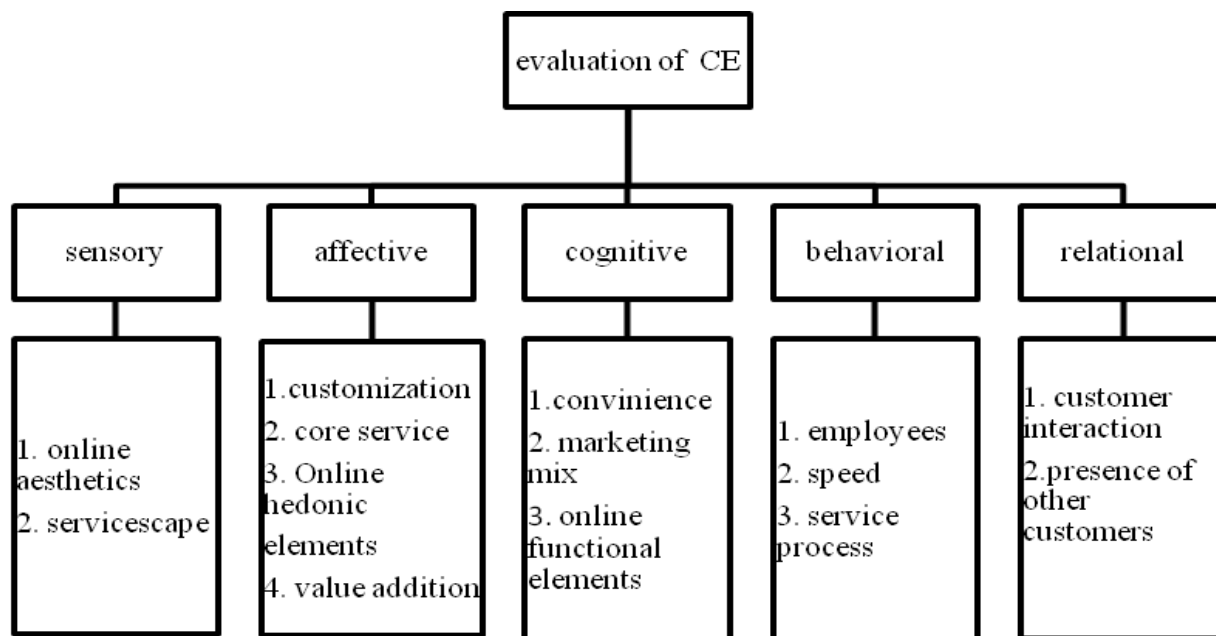 evaluation of CE
sensory
affective
cognitive
behavioral
relational
1. online
aesthetics
2. servicescape
1.customization
2. core service
3. Online
hedonic
elements
4. value addition
1.convinience
2. marketing
mix
3. online
functional
elements
1. employees
2. speed
3. service
process
1. customer
interaction
2.presence of
other
customers